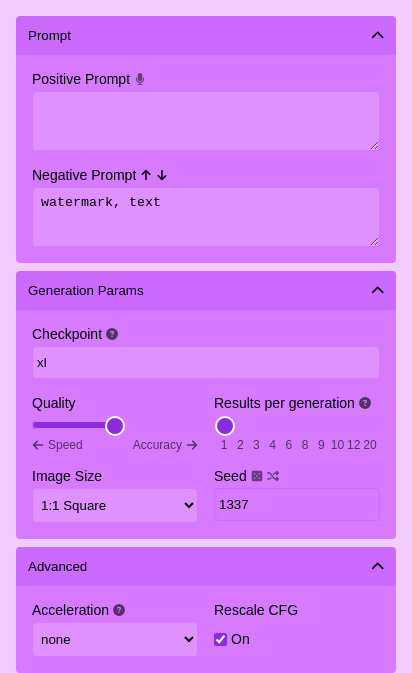 Prompt
Positive Prompt
Negative Prompt
watermark, text
Generation Params
Checkpoint ?
xl
Quality
Results per generation ?
← Speed
Accuracy →
1 2 3 4 6 8 9 10 12 20
Image Size
Seed
1:1 Square
1337
Advanced
Acceleration ?
Rescale CFG
none
On